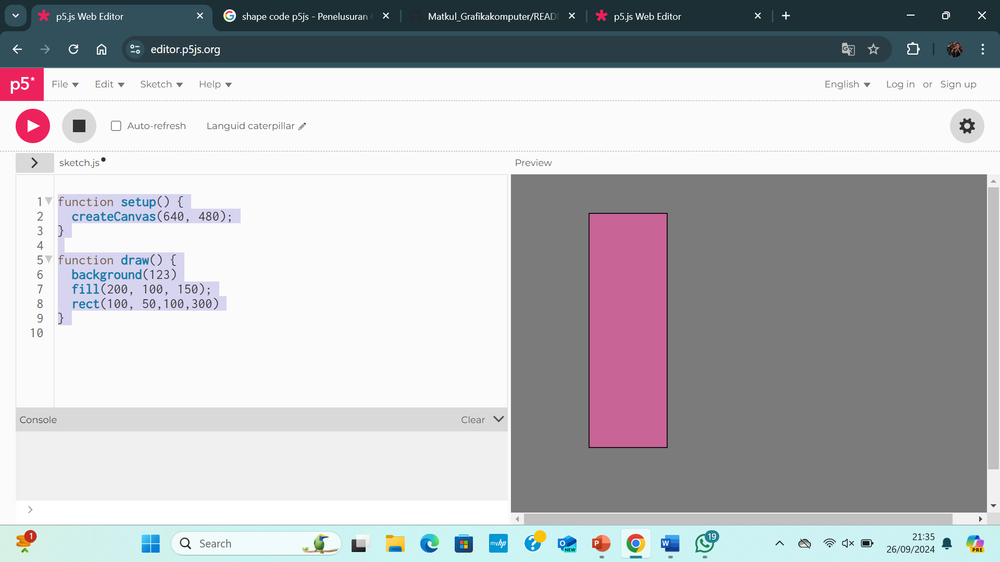 p5.js Web Editor
shape code p5js - Penelusuran
Matkul_Grafikakomputer/READ
p5.js Web Editor
editor.p5js.org
p5*
File
Edit
Sketch
Help
English
Log in or Sign up
Auto-refresh
Languid caterpillar
sketch.js
Preview
1 function setup() {
2 createCanvas(640, 480);
3 }
4
5 function draw() {
6 background(123)
7 fill(200, 100, 150);
8 rect(100, 50,100,300)
9 }
10
Console
Clear
>
1
Search
myhp
NEW
19
21:35
26/09/2024
PRE